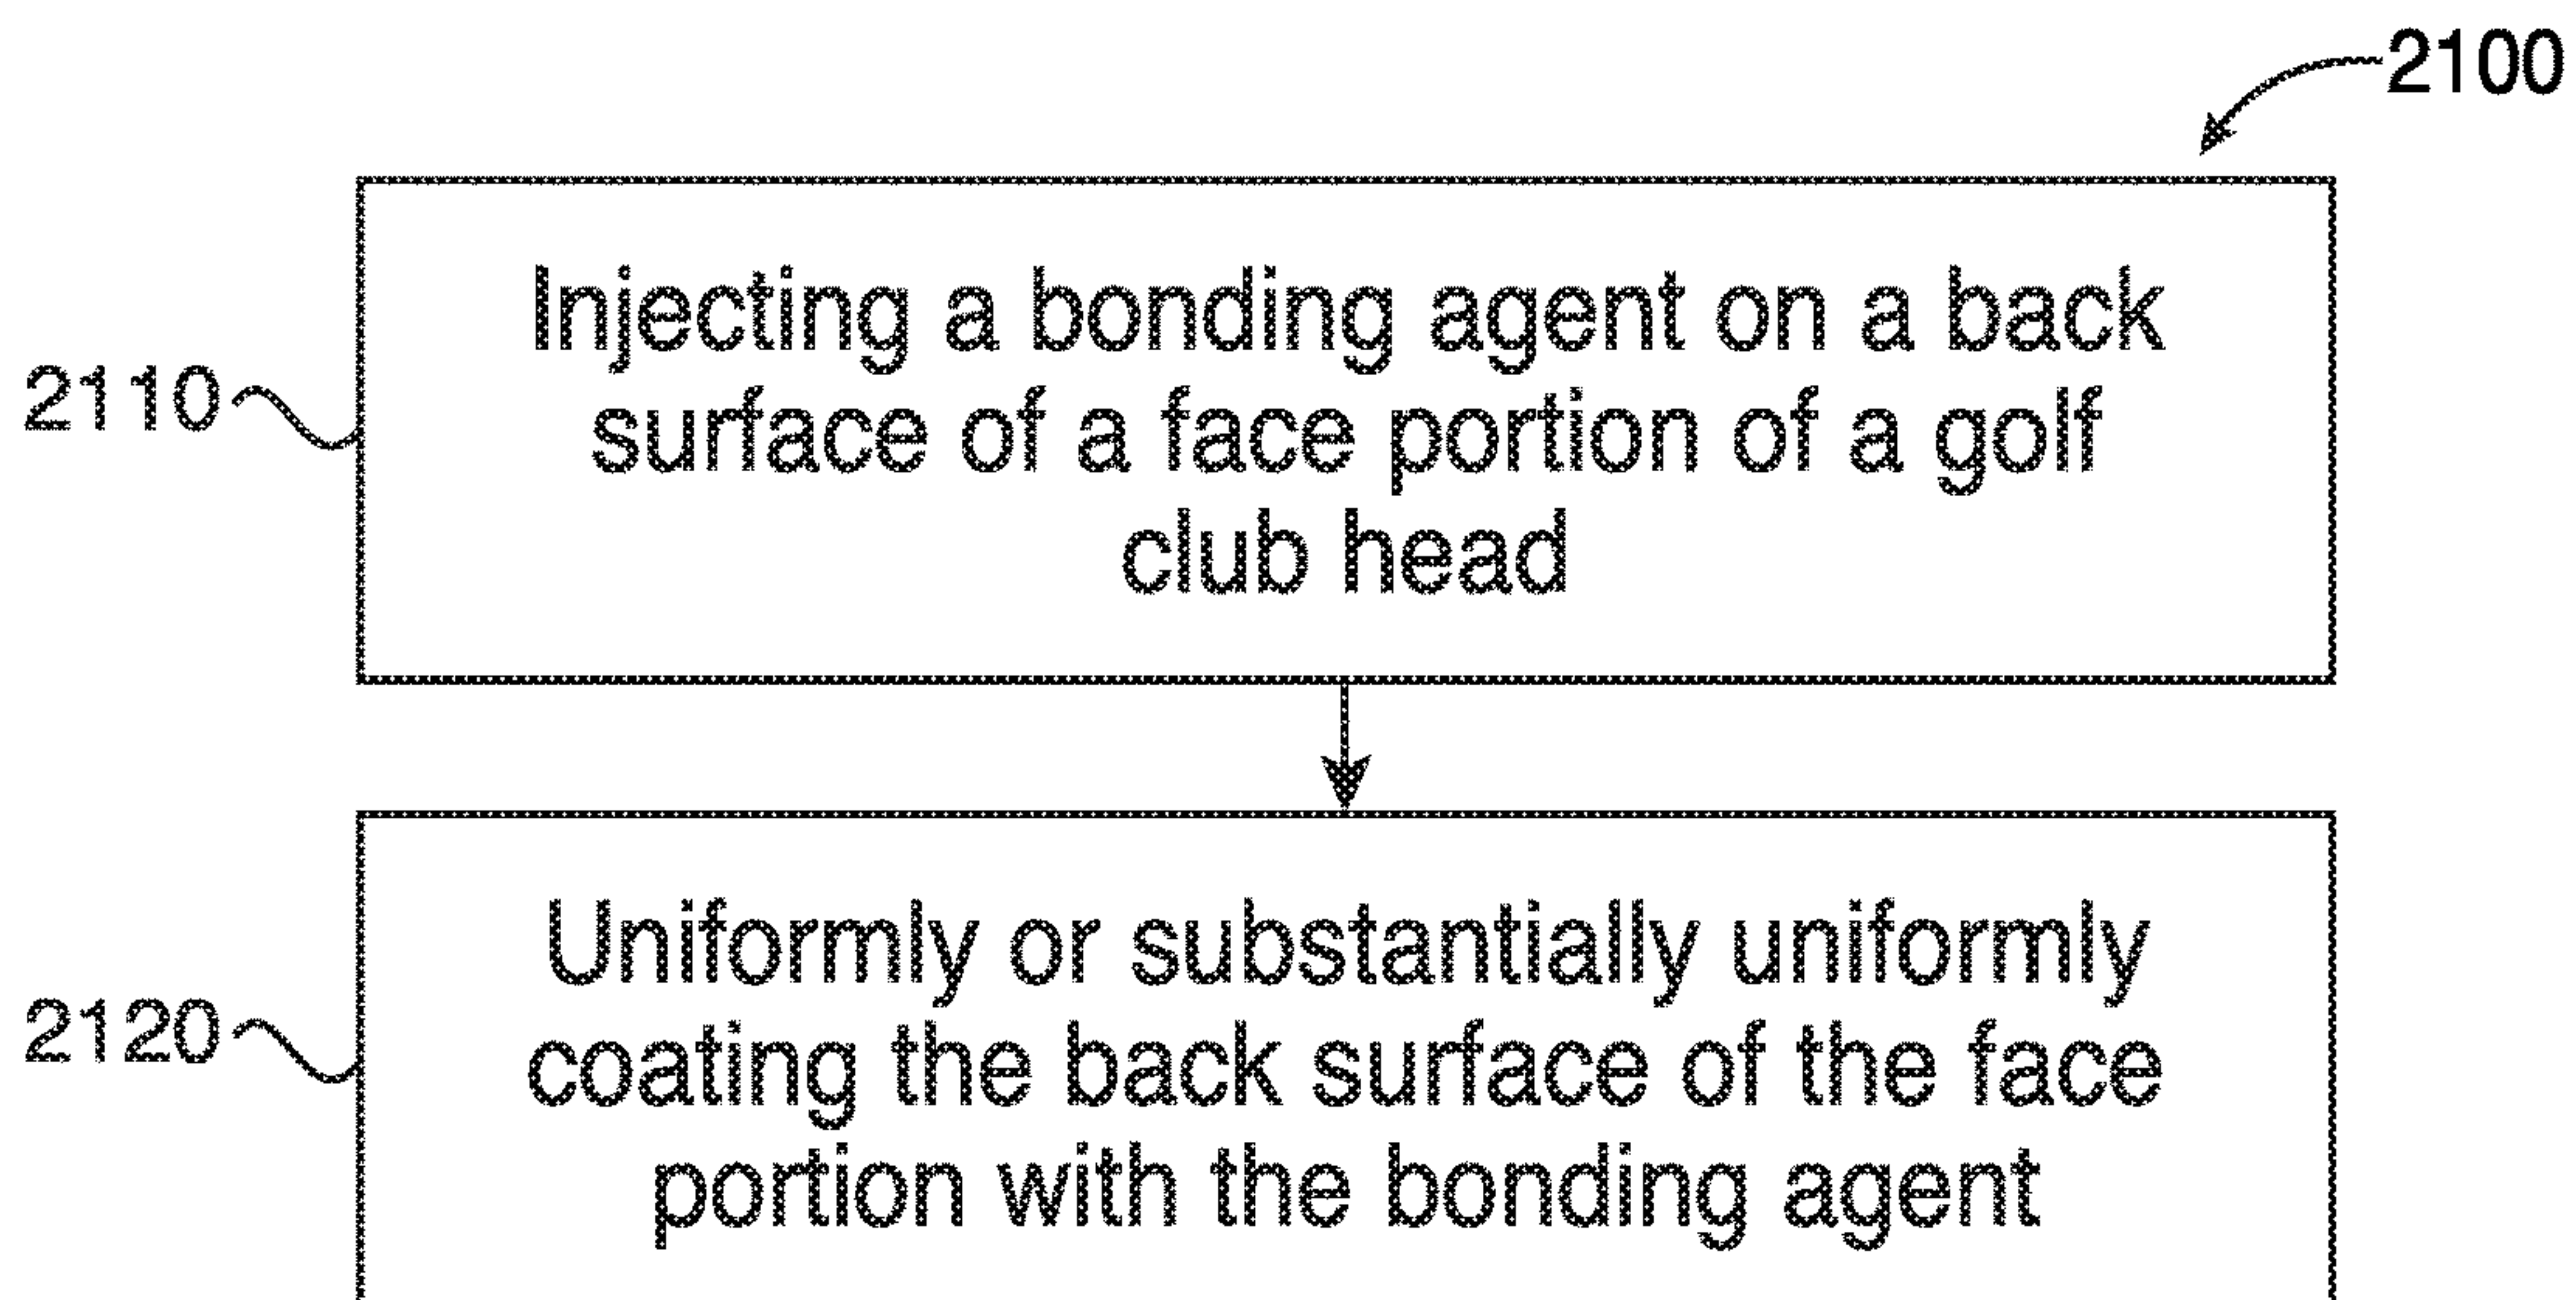 2100
Injecting a bonding agent on a back
surface of a face portion of a golf
club head
2110
Uniformly or substantially uniformly
coating the back surface of the face
portion with the bonding agent
2120